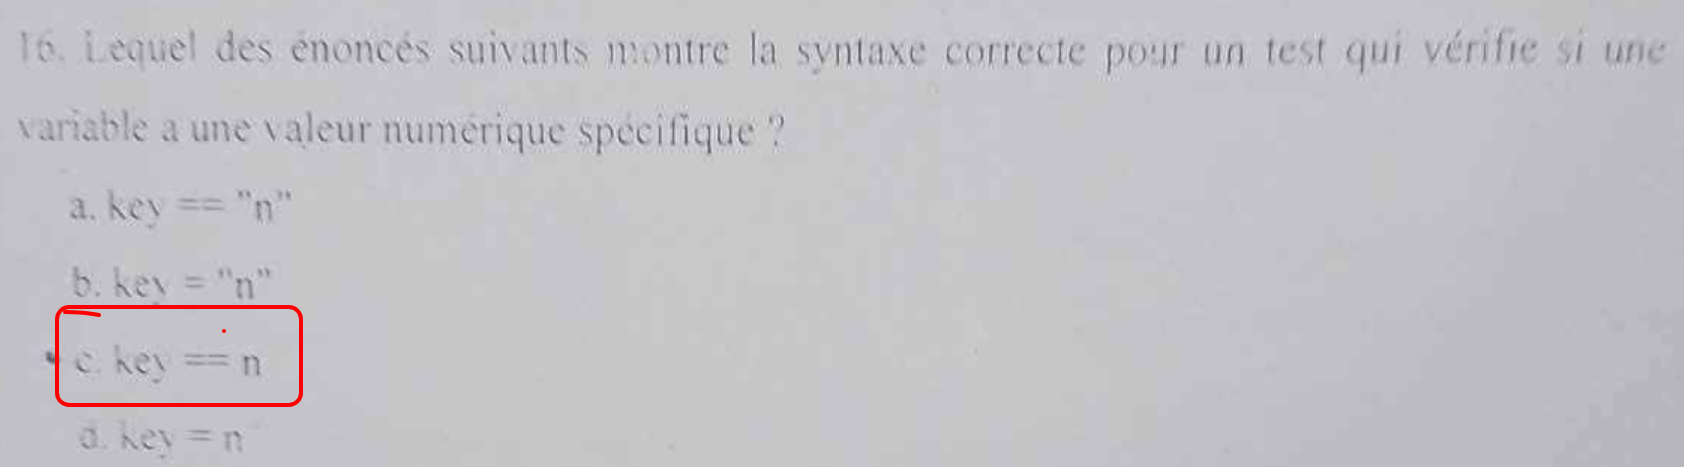 16. Lequel des énoncés suivants montre la syntaxe correcte pour un test qui vérifie si une
variable a une valeur numérique spécifique ?
a. key == "n"
b. key = "n"
c. key == n
d. key = n